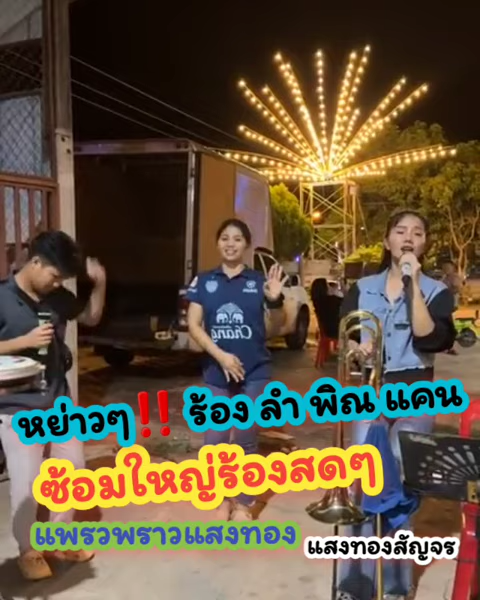 Chang
หย่าวๆ‼️ ร้อง ลำ พิณ แคน
ซ้อมใหญ่ร้องสดๆ
แพรวพราวแสงทอง
แสงทองสัญจร